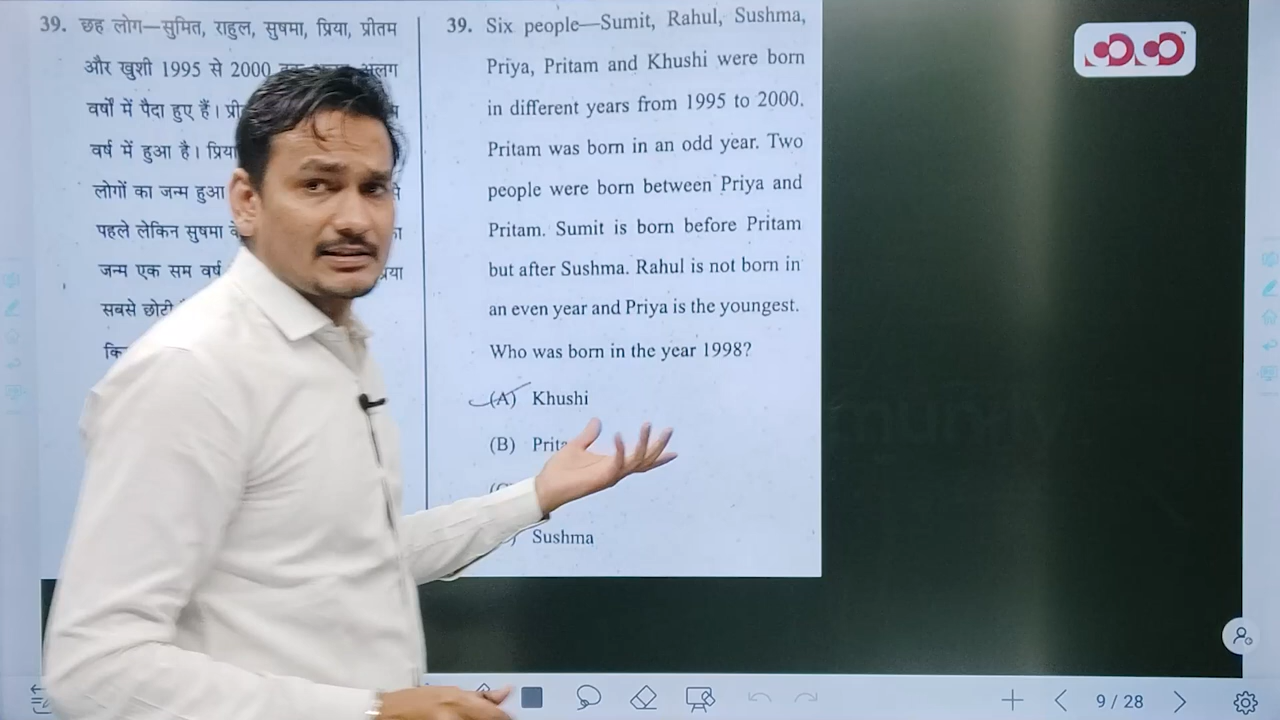 39. छह लोग—सुमित, राहुल, सुषमा, प्रिया, प्रीतम
और खुशी 1995 से 2000
वर्षों में पैदा हुए हैं।
वर्ष में हुआ है।
लोगों का जन्म हुआ
पहले लेकिन सुषमा
जन्म एक सम वर्ष
सबसे छोटी
39. Six people—Sumit, Rahul, Sushma,
Priya, Pritam and Khushi were born
in different years from 1995 to 2000.
Pritam was born in an odd year. Two
people were born between Priya and
Pritam. Sumit is born before Pritam
but after Sushma. Rahul is not born in
an even year and Priya is the youngest.
Who was born in the year 1998?
(A) Khushi
(B)
Sushma
9 / 28